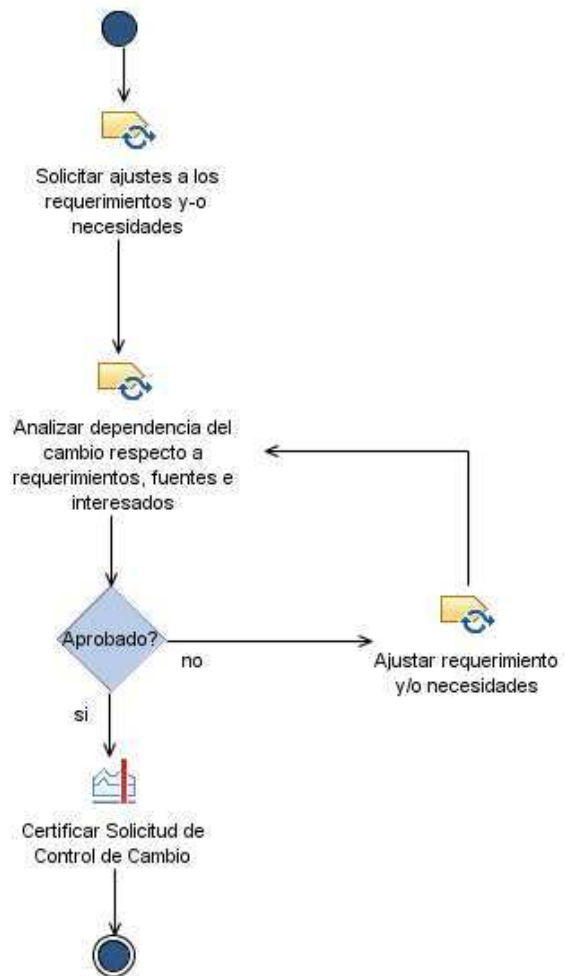 Solicitar ajustes a los
requerimientos y-o
necesidades
Analizar dependencia del
cambio respecto a
requerimientos, fuentes e
interesados
Aprobado?
no
Ajustar requerimiento
y/o necesidades
si
Certificar Solicitud de
Control de Cambio